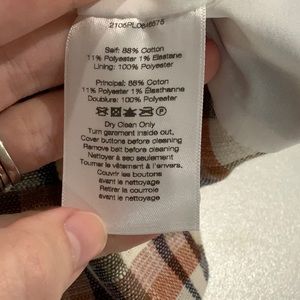 Self: 88% Cotton
11% Polyester 1% Elastane
Lining: 100% Polyester
Principal: 88% Coton
11% Polyester 1% Élasthanne
Doublure: 100% Polyester
Dry Clean Only
Turn garment inside out,
Cover buttons before cleaning
Remove belt before cleaning
Nettoyer à sec seulement
Tourner le vêtement à l'envers,
Couvrir les boutons
avant le nettoyage
Retirer la courroie
avant le nettoyage